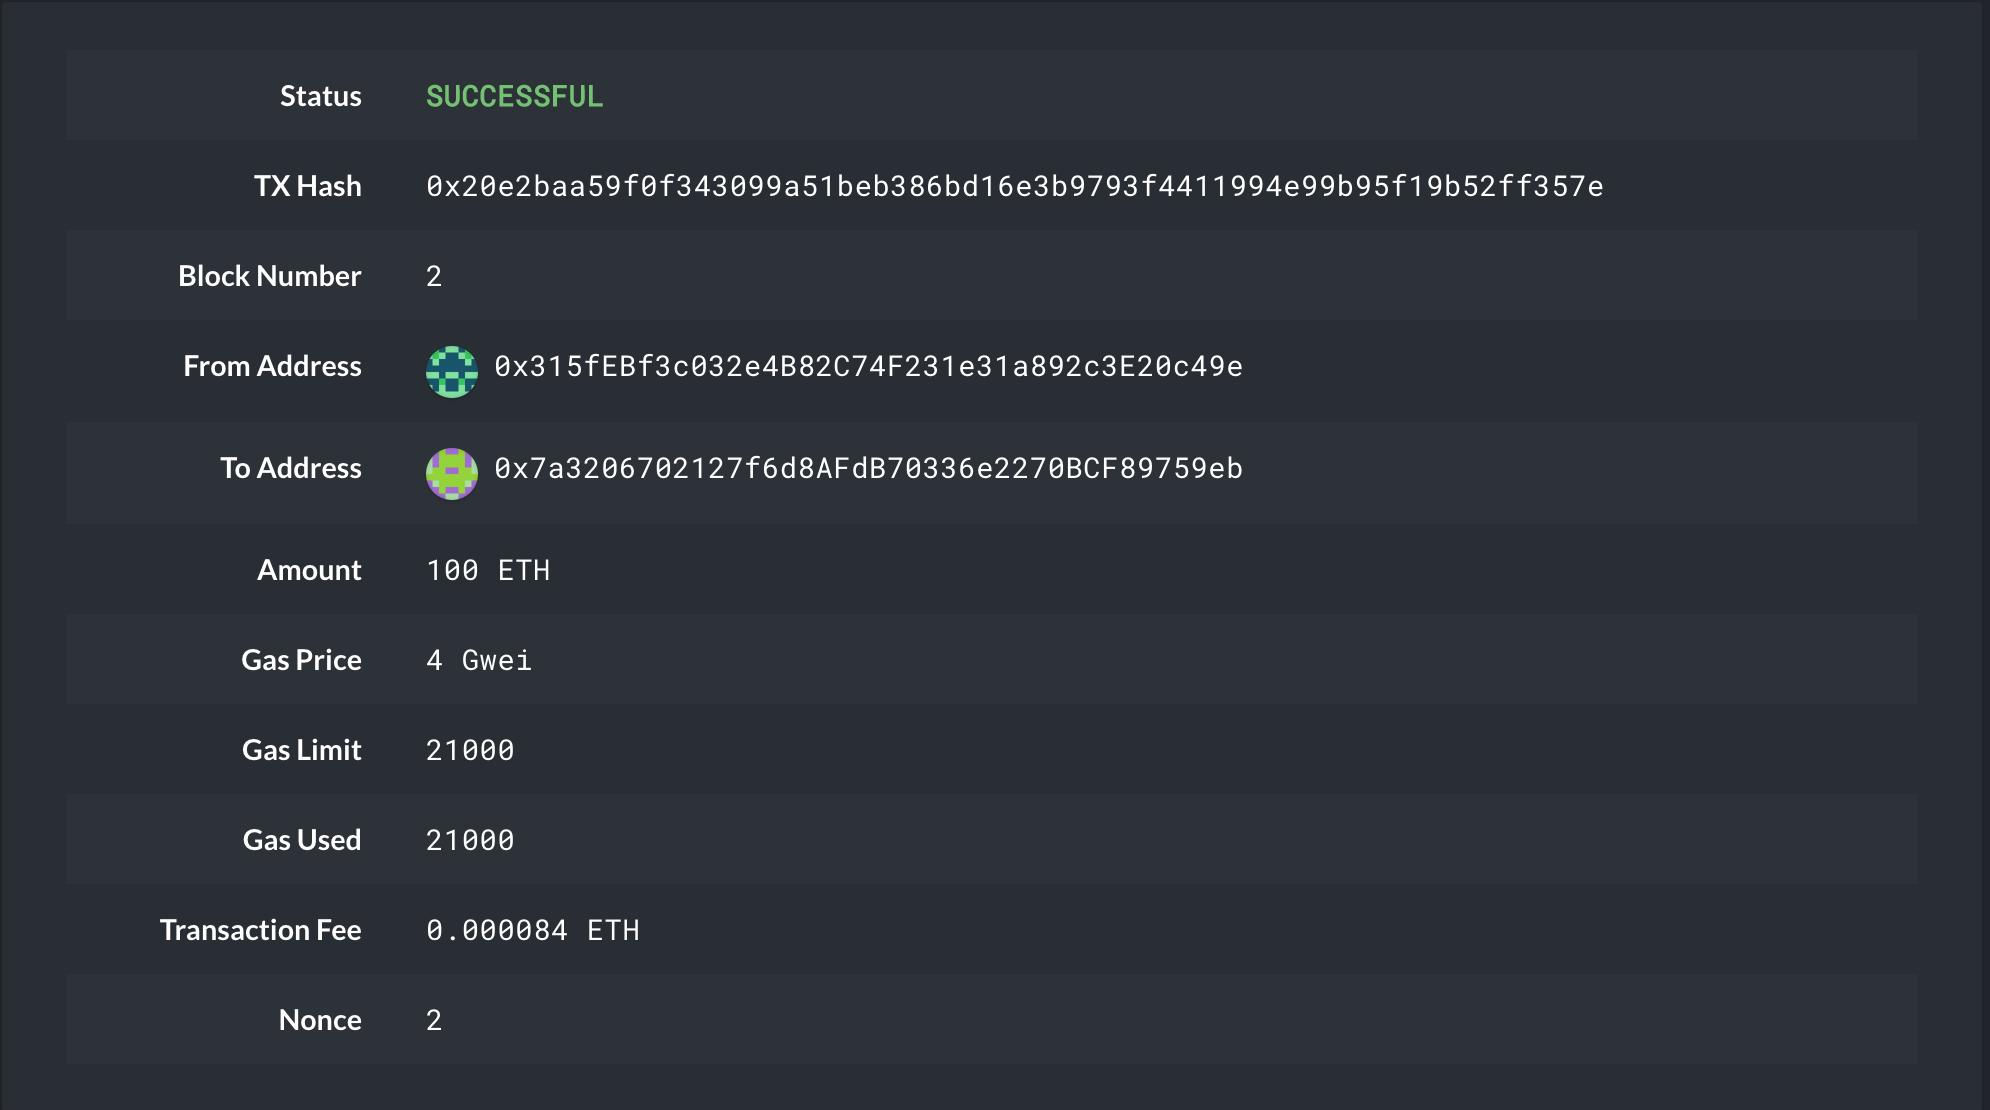 Status SUCCESSFUL
TX Hash 0x20e2baa59f0f343099a51beb386bd16e3b9793f4411994e99b95f19b52ff357e
Block Number 2
From Address 0x315fEBf3c032e4B82C74F231e31a892c3E20c49e
To Address 0x7a3206702127f6d8AFdB70336e2270BCF89759eb
Amount 100 ETH
Gas Price 4 Gwei
Gas Limit 21000
Gas Used 21000
Transaction Fee 0.000084 ETH
Nonce 2